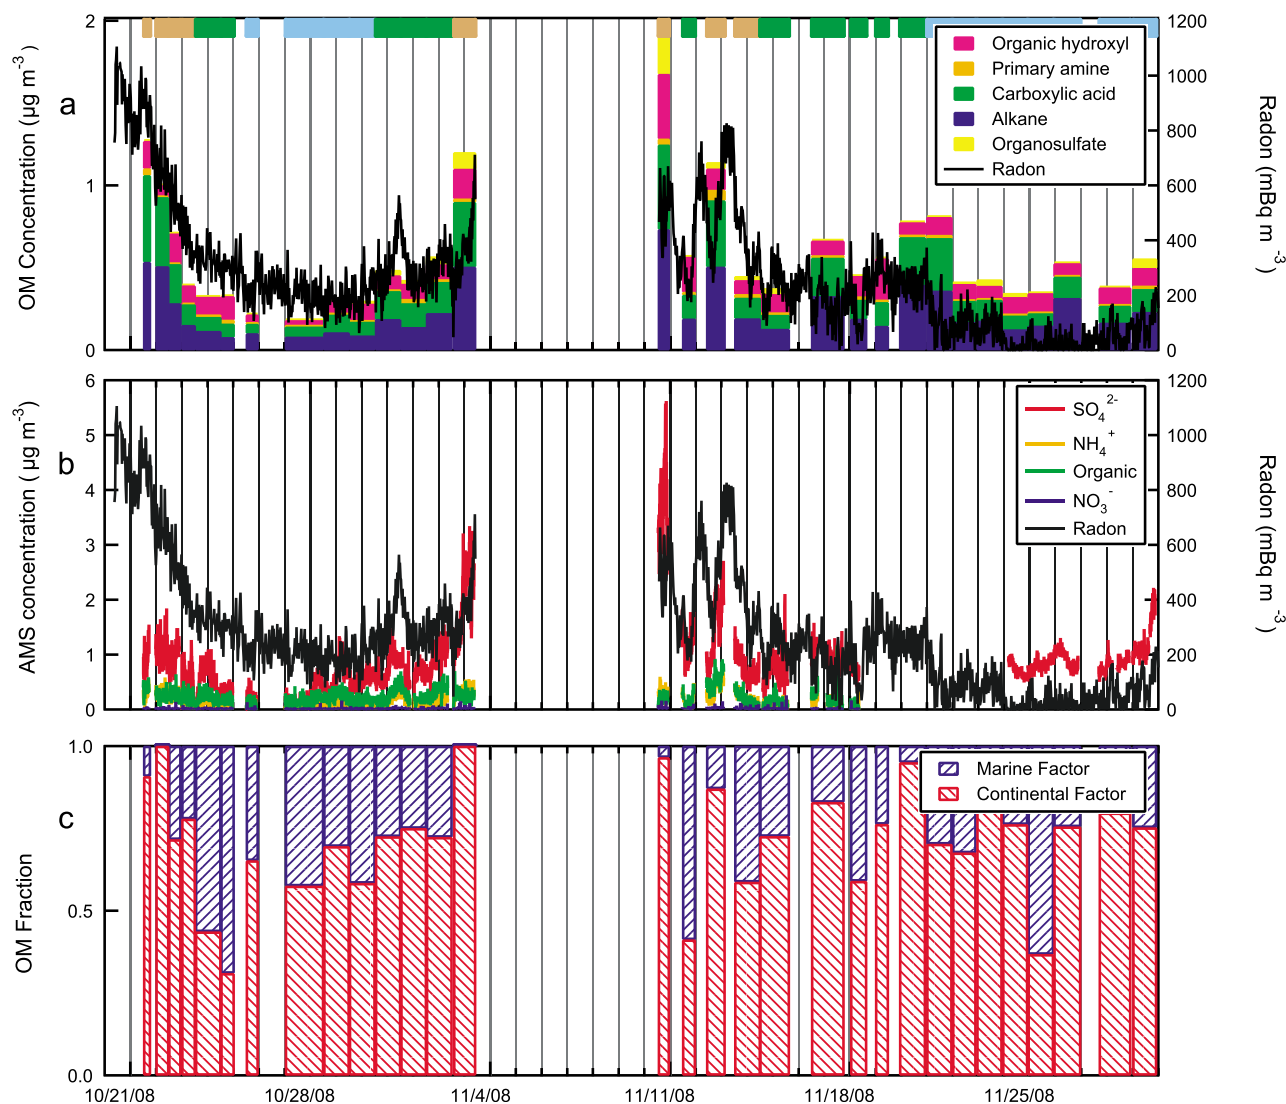 a
OM Concentration (µg m⁻³)
2
1
0
Organic hydroxyl
Primary amine
Carboxylic acid
Alkane
Organosulfate
Radon
1200
1000
800
600
400
200
0
Radon (mBq m⁻³)
b
AMS concentration (µg m⁻³)
6
5
4
3
2
1
0
SO₄²⁻
NH₄⁺
Organic
NO₃⁻
Radon
1200
1000
800
600
400
200
0
Radon (mBq m⁻³)
c
OM Fraction
1.0
0.5
0.0
Marine Factor
Continental Factor
10/21/08 10/28/08 11/4/08 11/11/08 11/18/08 11/25/08